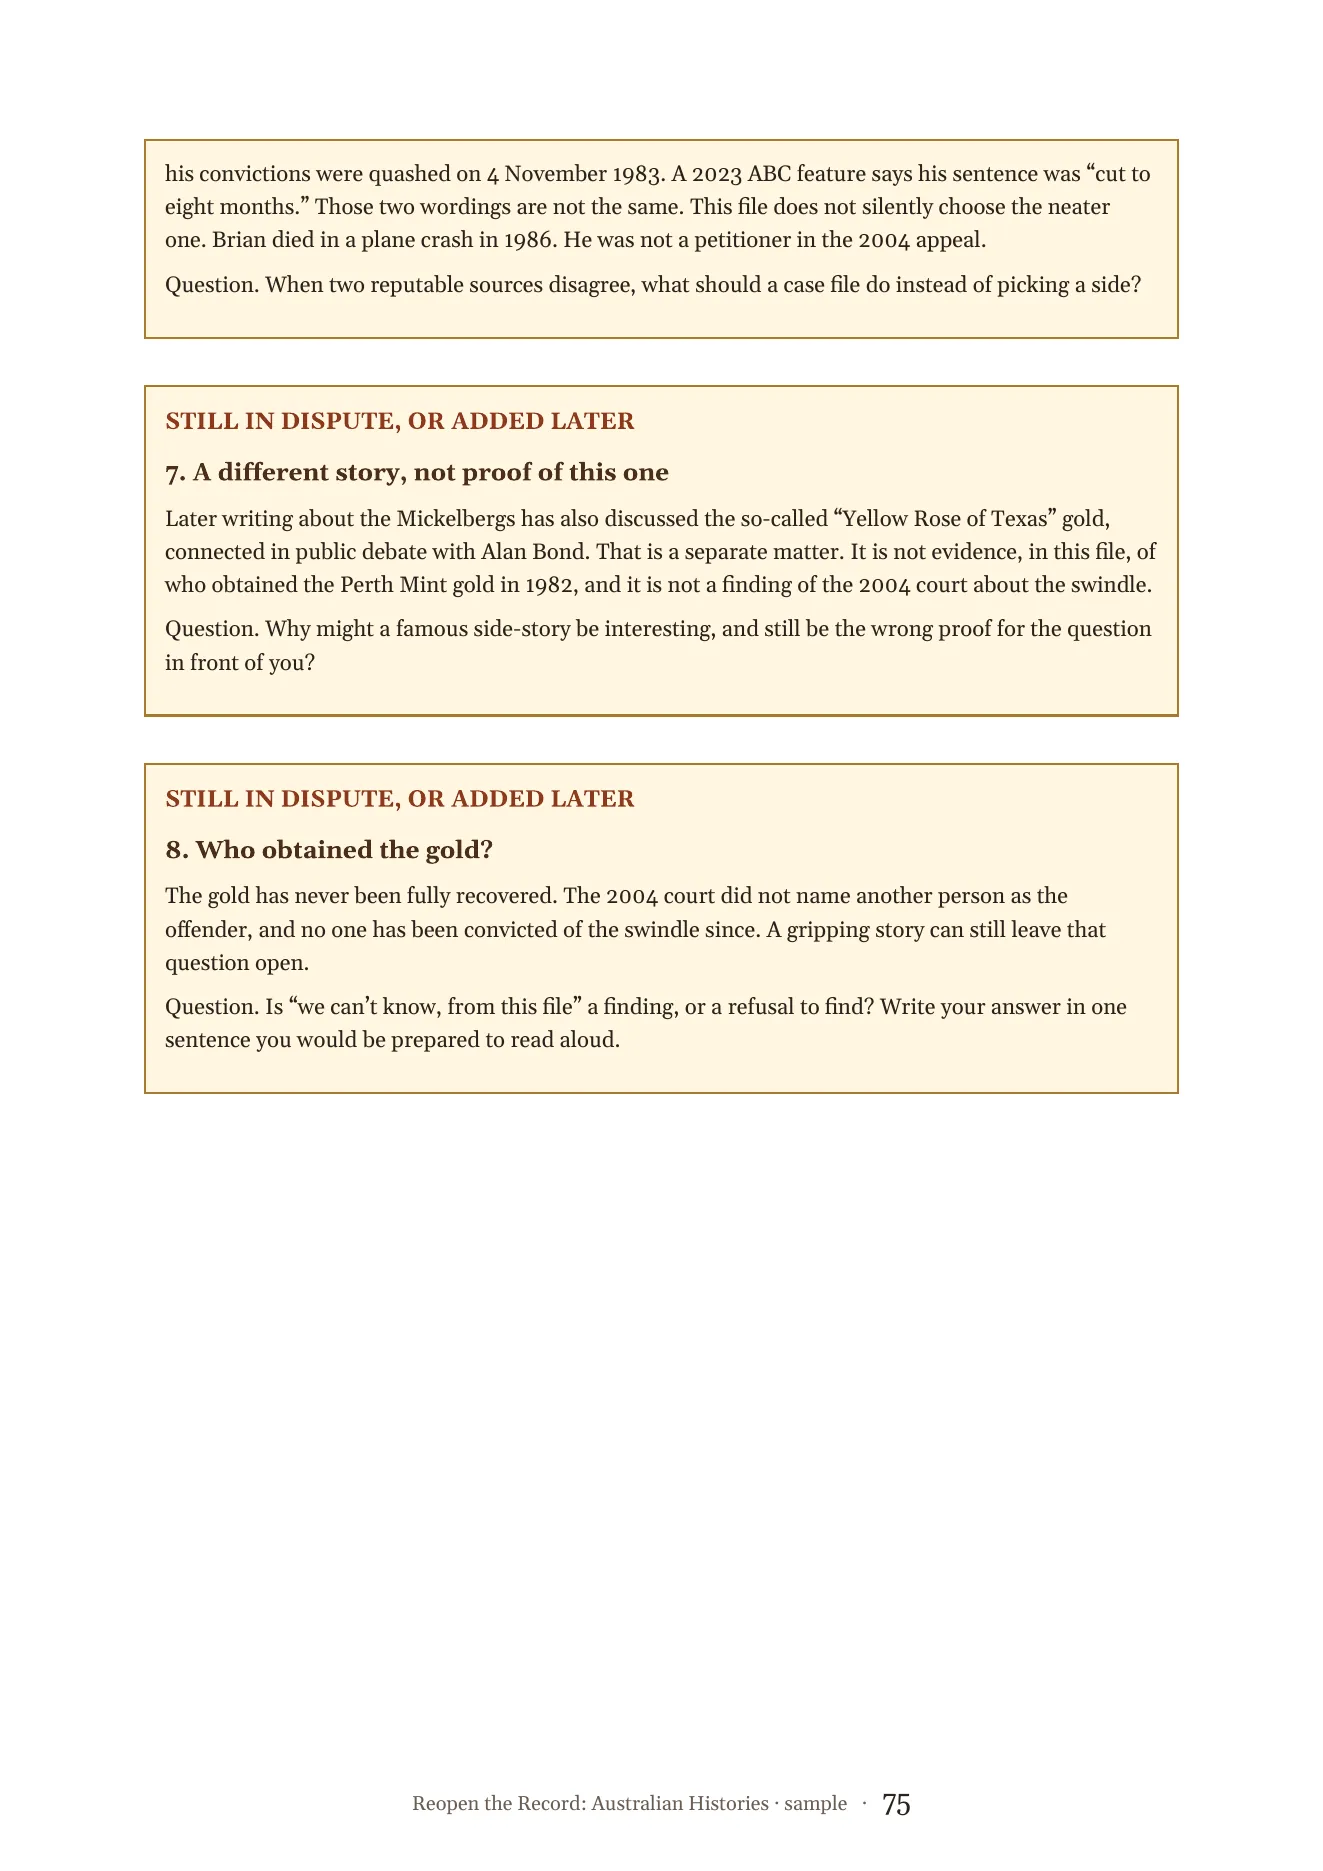 his convictions were quashed on 4 November 1983. A 2023 ABC feature says his sentence was “cut to
eight months.” Those two wordings are not the same. This file does not silently choose the neater
one. Brian died in a plane crash in 1986. He was not a petitioner in the 2004 appeal.
Question. When two reputable sources disagree, what should a case file do instead of picking a side?
STILL IN DISPUTE, OR ADDED LATER
7. A different story, not proof of this one
Later writing about the Mickelbergs has also discussed the so-called “Yellow Rose of Texas” gold,
connected in public debate with Alan Bond. That is a separate matter. It is not evidence, in this file, of
who obtained the Perth Mint gold in 1982, and it is not a finding of the 2004 court about the swindle.
Question. Why might a famous side-story be interesting, and still be the wrong proof for the question
in front of you?
STILL IN DISPUTE, OR ADDED LATER
8. Who obtained the gold?
The gold has never been fully recovered. The 2004 court did not name another person as the
offender, and no one has been convicted of the swindle since. A gripping story can still leave that
question open.
Question. Is “we can’t know, from this file” a finding, or a refusal to find? Write your answer in one
sentence you would be prepared to read aloud.
Reopen the Record: Australian Histories · sample · 75